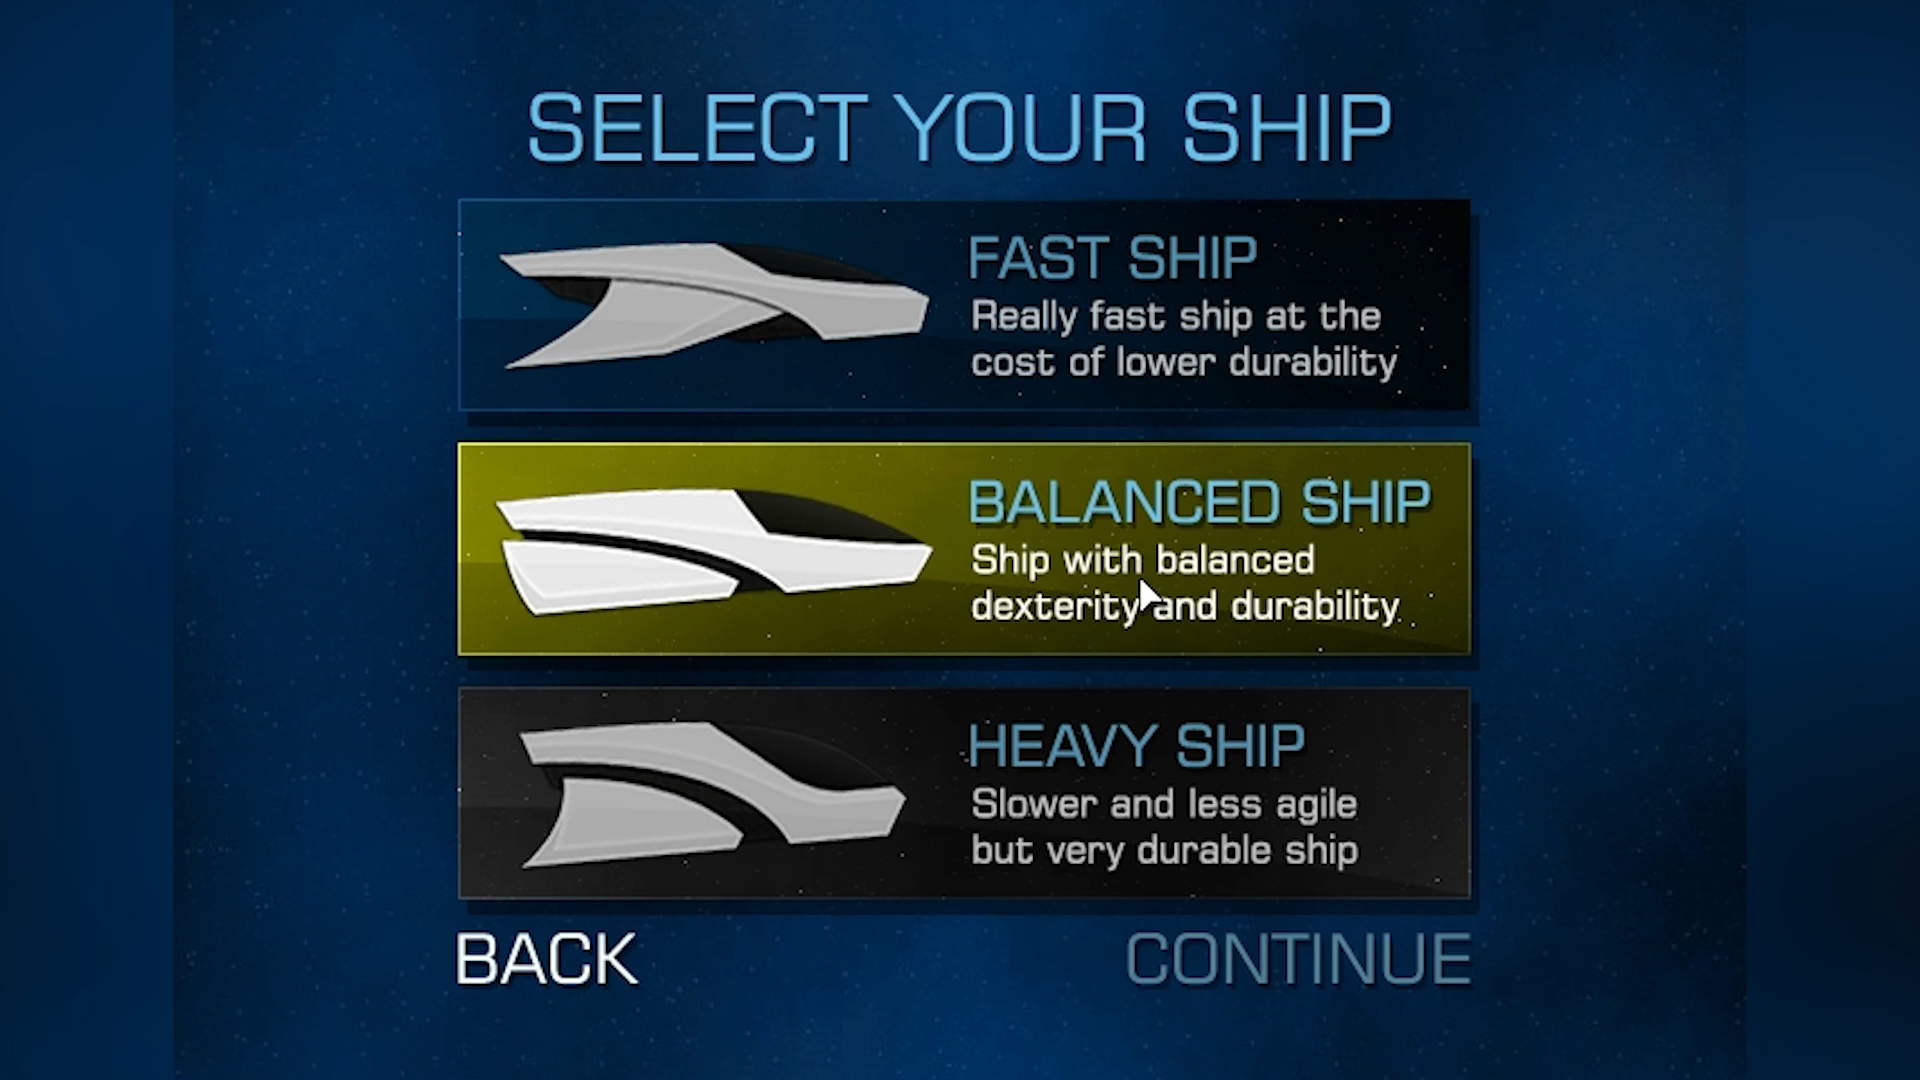 SELECT YOUR SHIP
FAST SHIP
Really fast ship at the
cost of lower durability
BALANCED SHIP
Ship with balanced
dexterity and durability
HEAVY SHIP
Slower and less agile
but very durable ship
BACK
CONTINUE